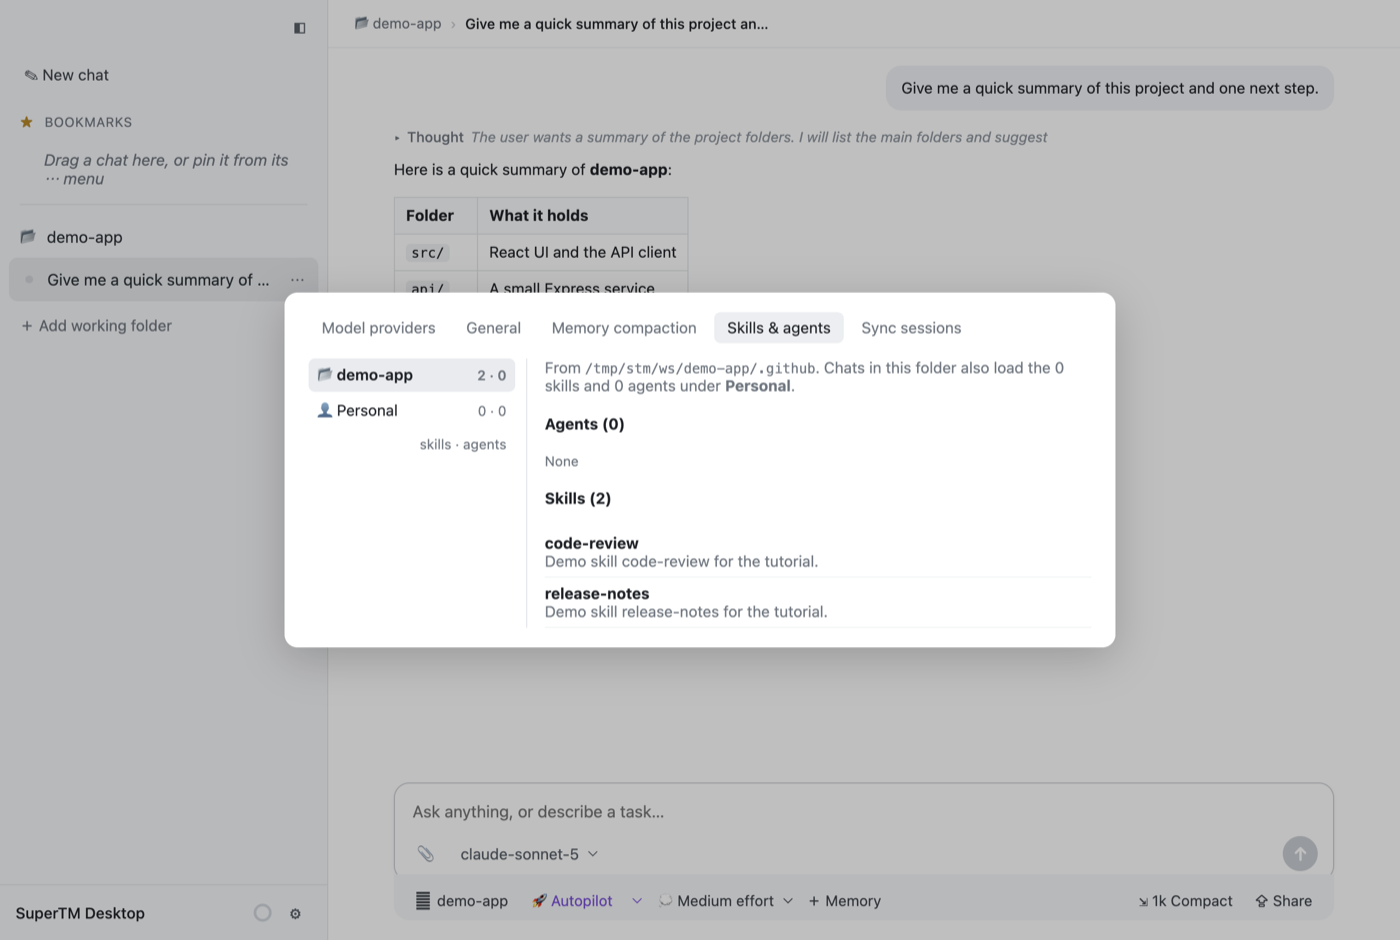 New chat
BOOKMARKS
Drag a chat here, or pin it from its
··· menu
demo-app
Give me a quick summary of ...
···
+ Add working folder
SuperTM Desktop
demo-app › Give me a quick summary of this project an...
Give me a quick summary of this project and one next step.
Thought The user wants a summary of the project folders. I will list the main folders and suggest
Here is a quick summary of demo-app:
Folder What it holds
src/ React UI and the API client
api/ A small Express service
Model providers General Memory compaction Skills & agents Sync sessions
demo-app 2 · 0
Personal 0 · 0
skills · agents
From /tmp/stm/ws/demo-app/.github. Chats in this folder also load the 0
skills and 0 agents under Personal.
Agents (0)
None
Skills (2)
code-review
Demo skill code-review for the tutorial.
release-notes
Demo skill release-notes for the tutorial.
Ask anything, or describe a task...
claude-sonnet-5
demo-app Autopilot Medium effort + Memory 1k Compact Share